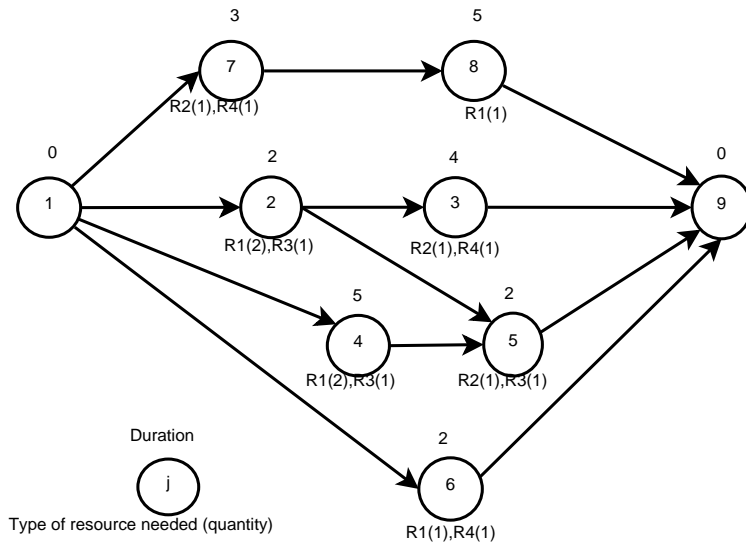 3
5
7
8
R2(1),R4(1)
R1(1)
0
2
4
0
1
2
3
9
R1(2),R3(1)
R2(1),R4(1)
5
2
4
5
R1(2),R3(1)
R2(1),R3(1)
Duration
2
j
6
Type of resource needed (quantity)
R1(1),R4(1)